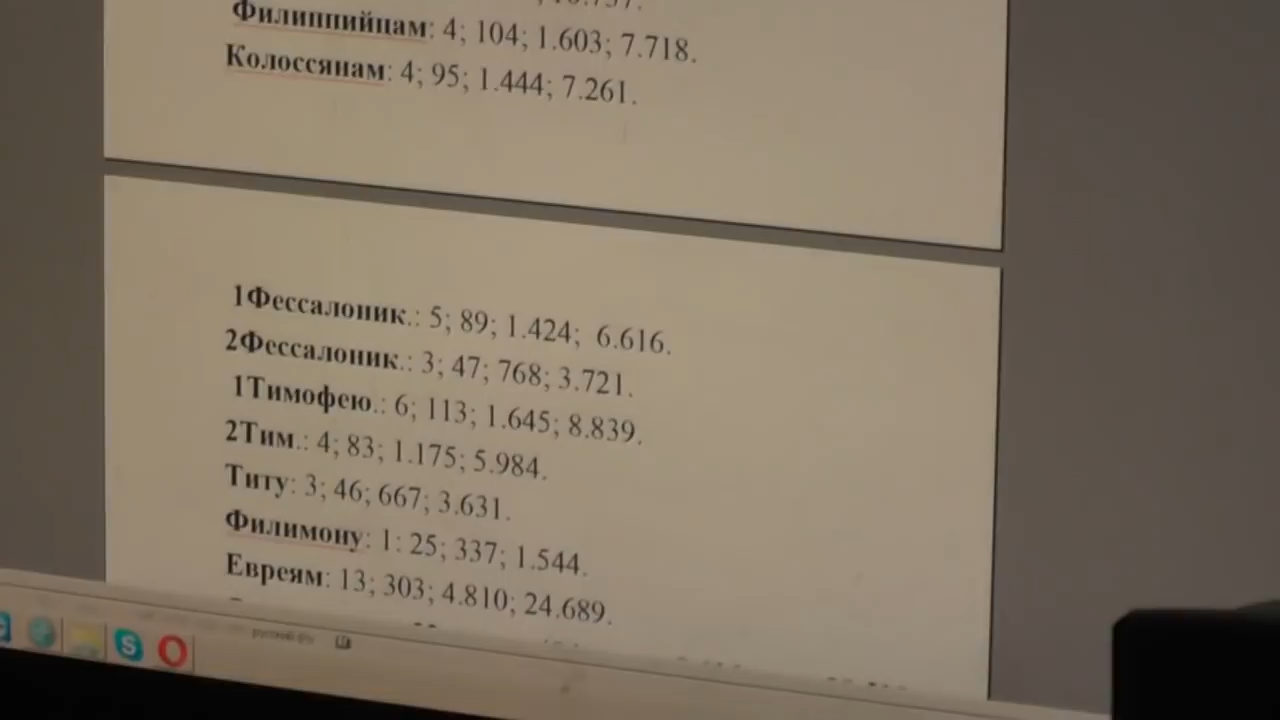 Филиппийцам: 4; 104; 1.603; 7.718.
Колоссянам: 4; 95; 1.444; 7.261.
1Фессалоник.: 5; 89; 1.424; 6.616.
2Фессалоник.: 3; 47; 768; 3.721.
1Тимофею.: 6; 113; 1.645; 8.839.
2Тим.: 4; 83; 1.175; 5.984.
Титу: 3; 46; 667; 3.631.
Филимону: 1: 25; 337; 1.544.
Евреям: 13; 303; 4.810; 24.689.